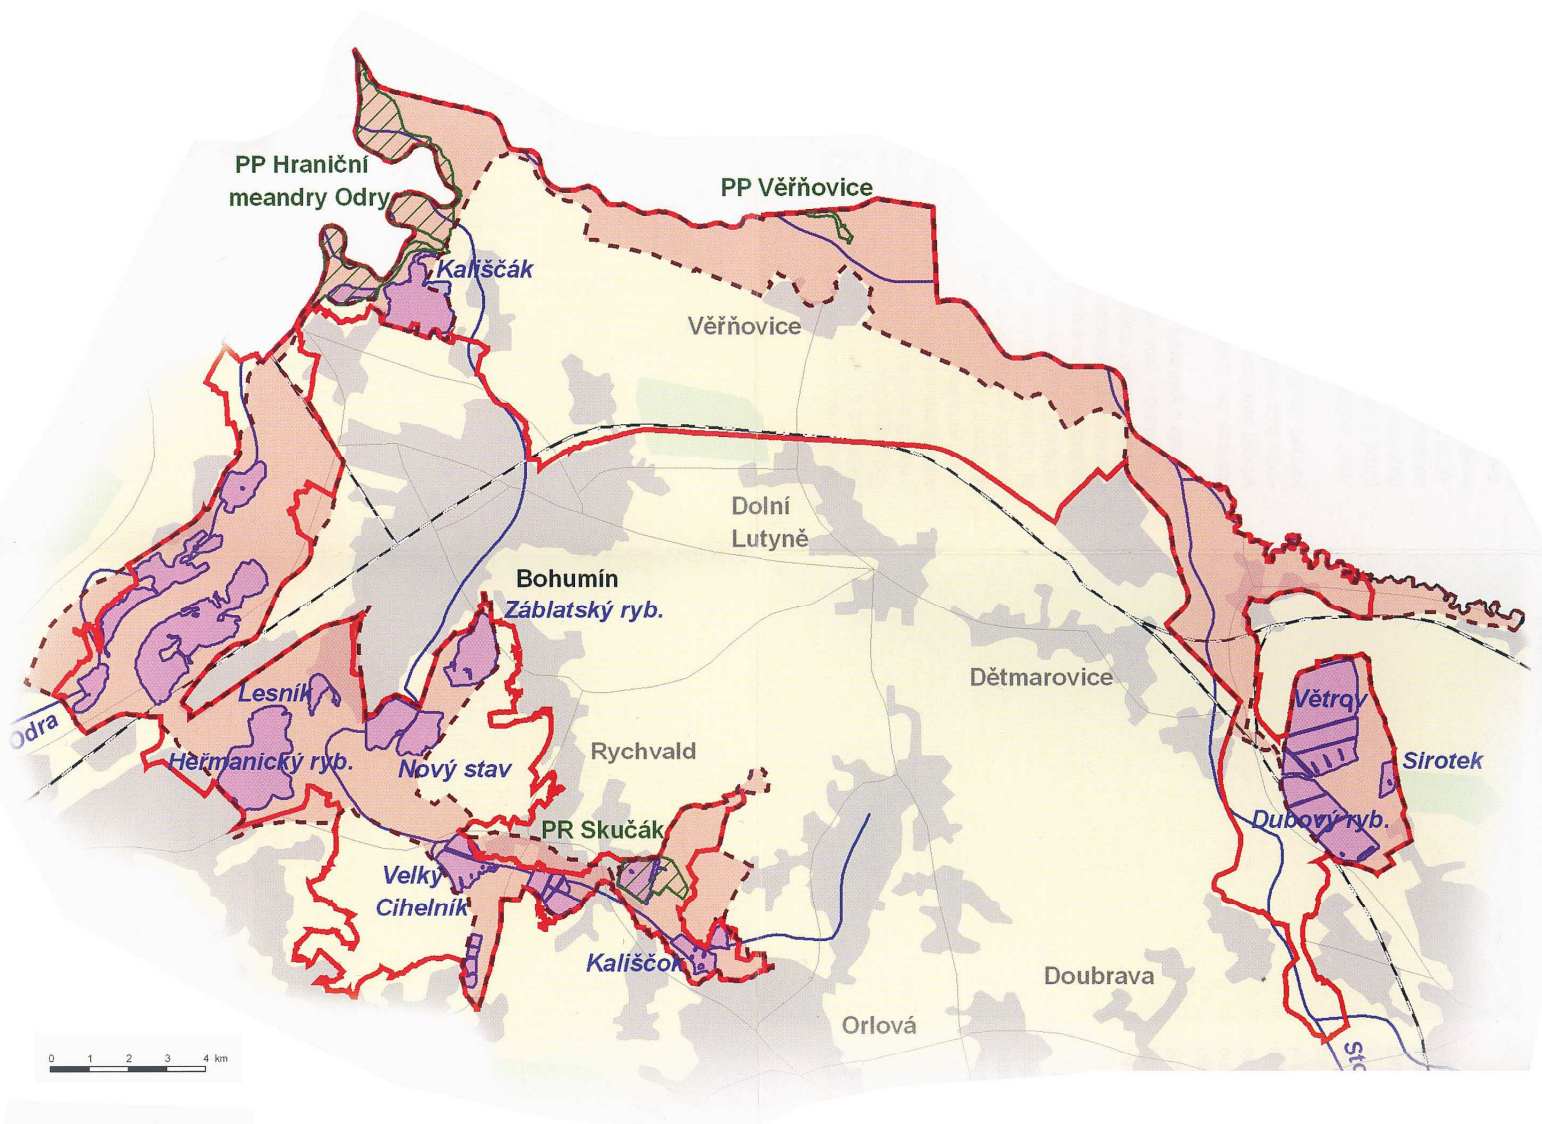 PP Hraniční
meandry Odry
PP Věřňovice
Kališčák
Věřňovice
Dolní
Lutyně
Bohumín
Záblatský ryb.
Dětmarovice
Lesník
Větrov
Odra
Rychvald
Heřmanický ryb.
Nový stav
Sirotek
PR Skučák
Dubový ryb.
Velký
Cihelník
Kališčok
Doubrava
Orlová
Sto
0 1 2 3 4 km